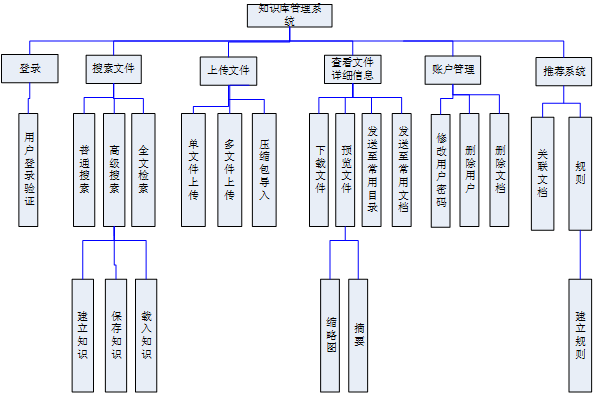 知识库管理系
统
登录
搜索文件
上传文件
查看文件
详细信息
账户管理
推荐系统
用户登录验证
普通搜索
高级搜索
全文检索
单文件上传
多文件上传
压缩包导入
下载文件
预览文件
发送至常用目录
发送至常用文档
修改用户密码
删除用户
删除文档
关联文档
规则
建立知识
保存知识
载入知识
缩略图
摘要
建立规则